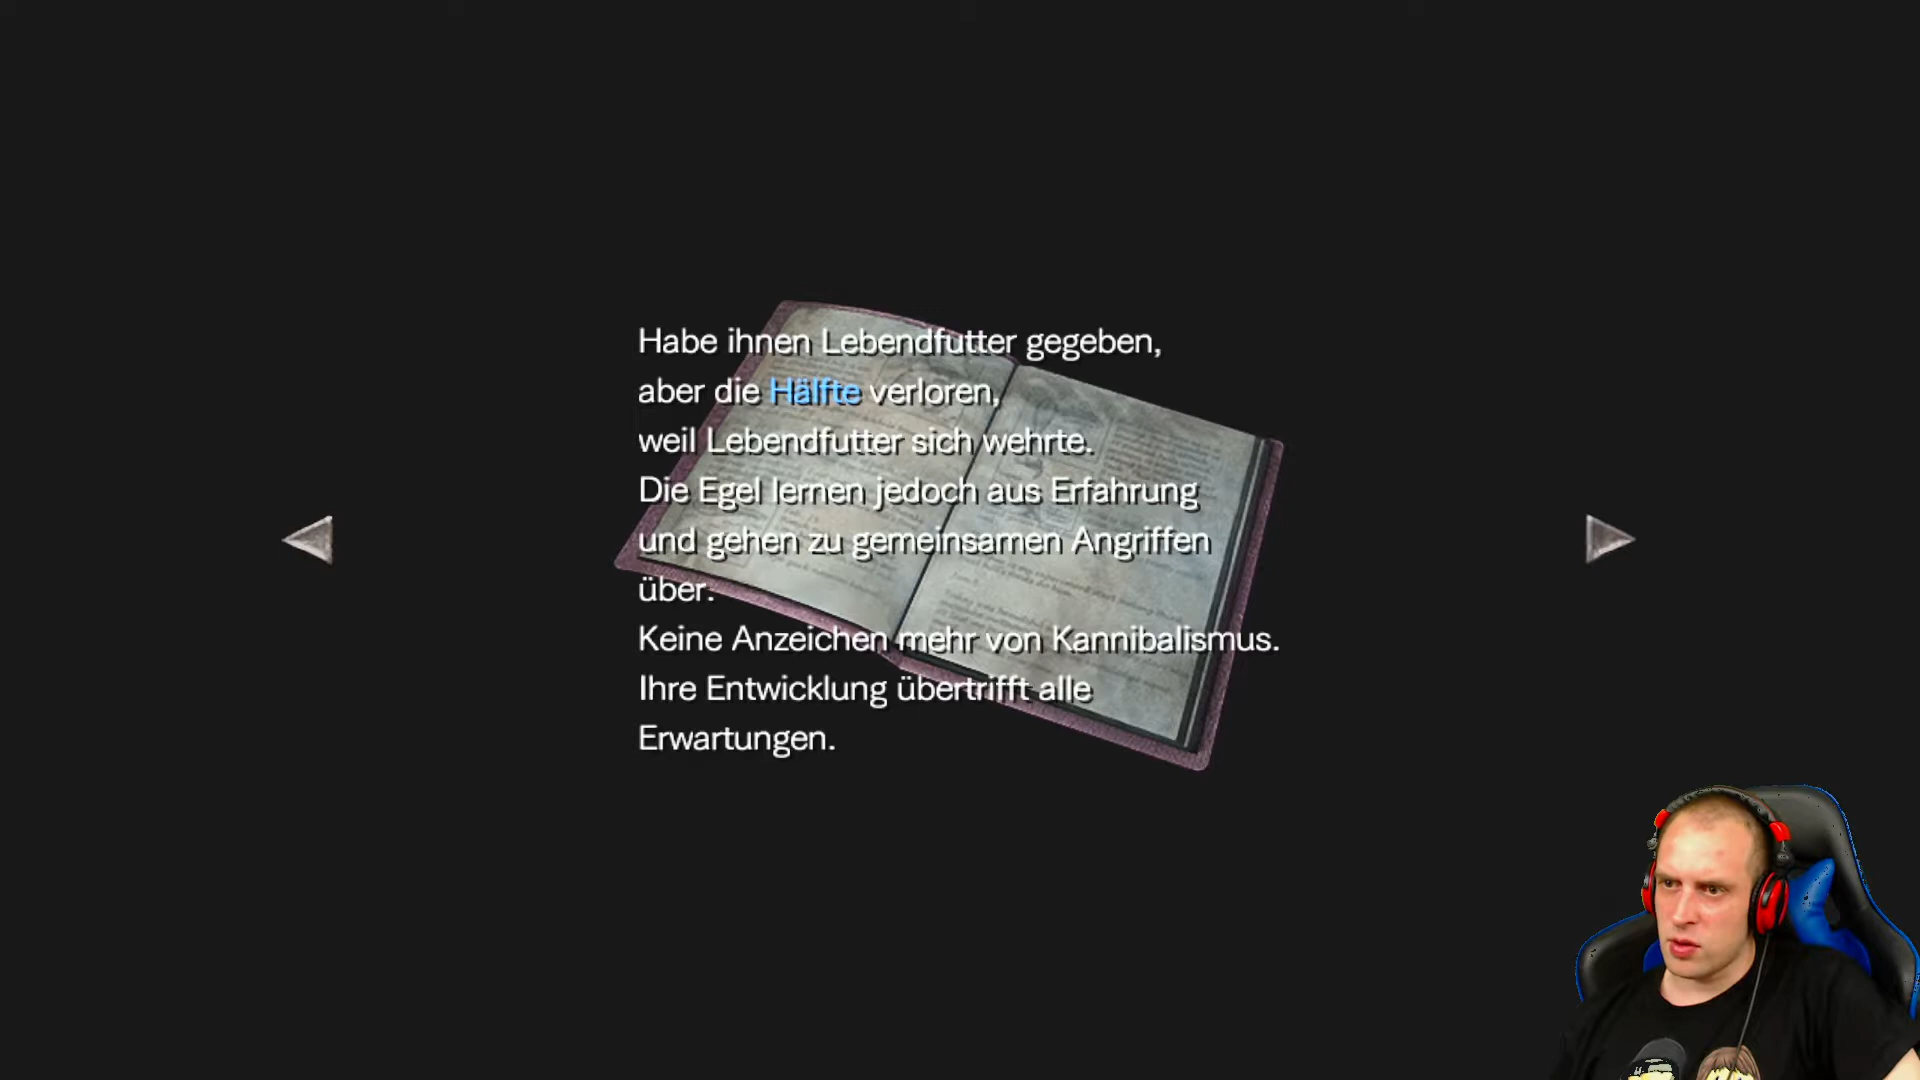 Habe ihnen Lebendfutter gegeben,
aber die Hälfte verloren,
weil Lebendfutter sich wehrte.
Die Egel lernen jedoch aus Erfahrung
und gehen zu gemeinsamen Angriffen
über.
Keine Anzeichen mehr von Kannibalismus.
Ihre Entwicklung übertrifft alle
Erwartungen.